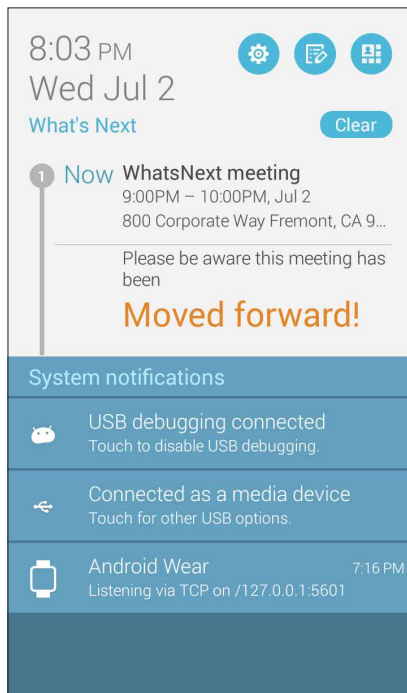 8:03 PM
Wed Jul 2
What's Next
Clear
1
Now WhatsNext meeting
9:00PM – 10:00PM, Jul 2
800 Corporate Way Fremont, CA 9...
Please be aware this meeting has
been
Moved forward!
System notifications
USB debugging connected
Touch to disable USB debugging.
Connected as a media device
Touch for other USB options.
Android Wear 7:16 PM
Listening via TCP on /127.0.0.1:5601